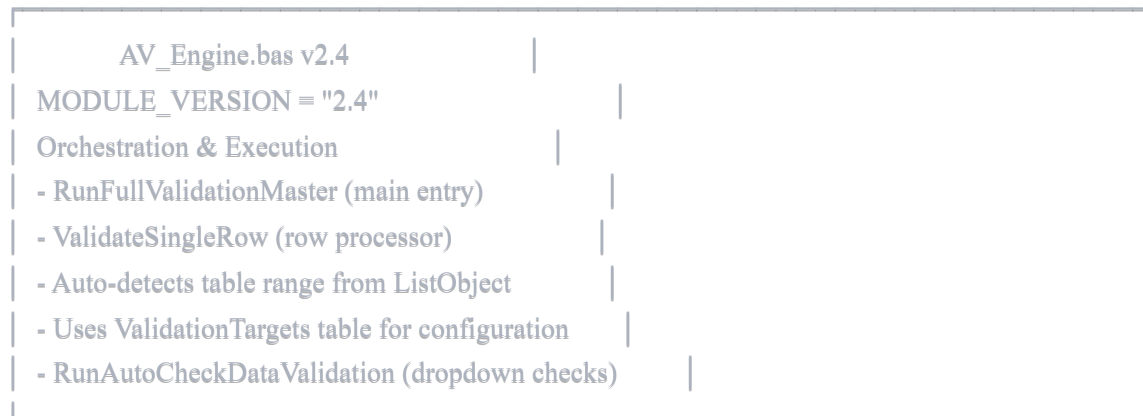 AV_Engine.bas v2.4
MODULE_VERSION = "2.4"
Orchestration & Execution
- RunFullValidationMaster (main entry)
- ValidateSingleRow (row processor)
- Auto-detects table range from ListObject
- Uses ValidationTargets table for configuration
- RunAutoCheckDataValidation (dropdown checks)